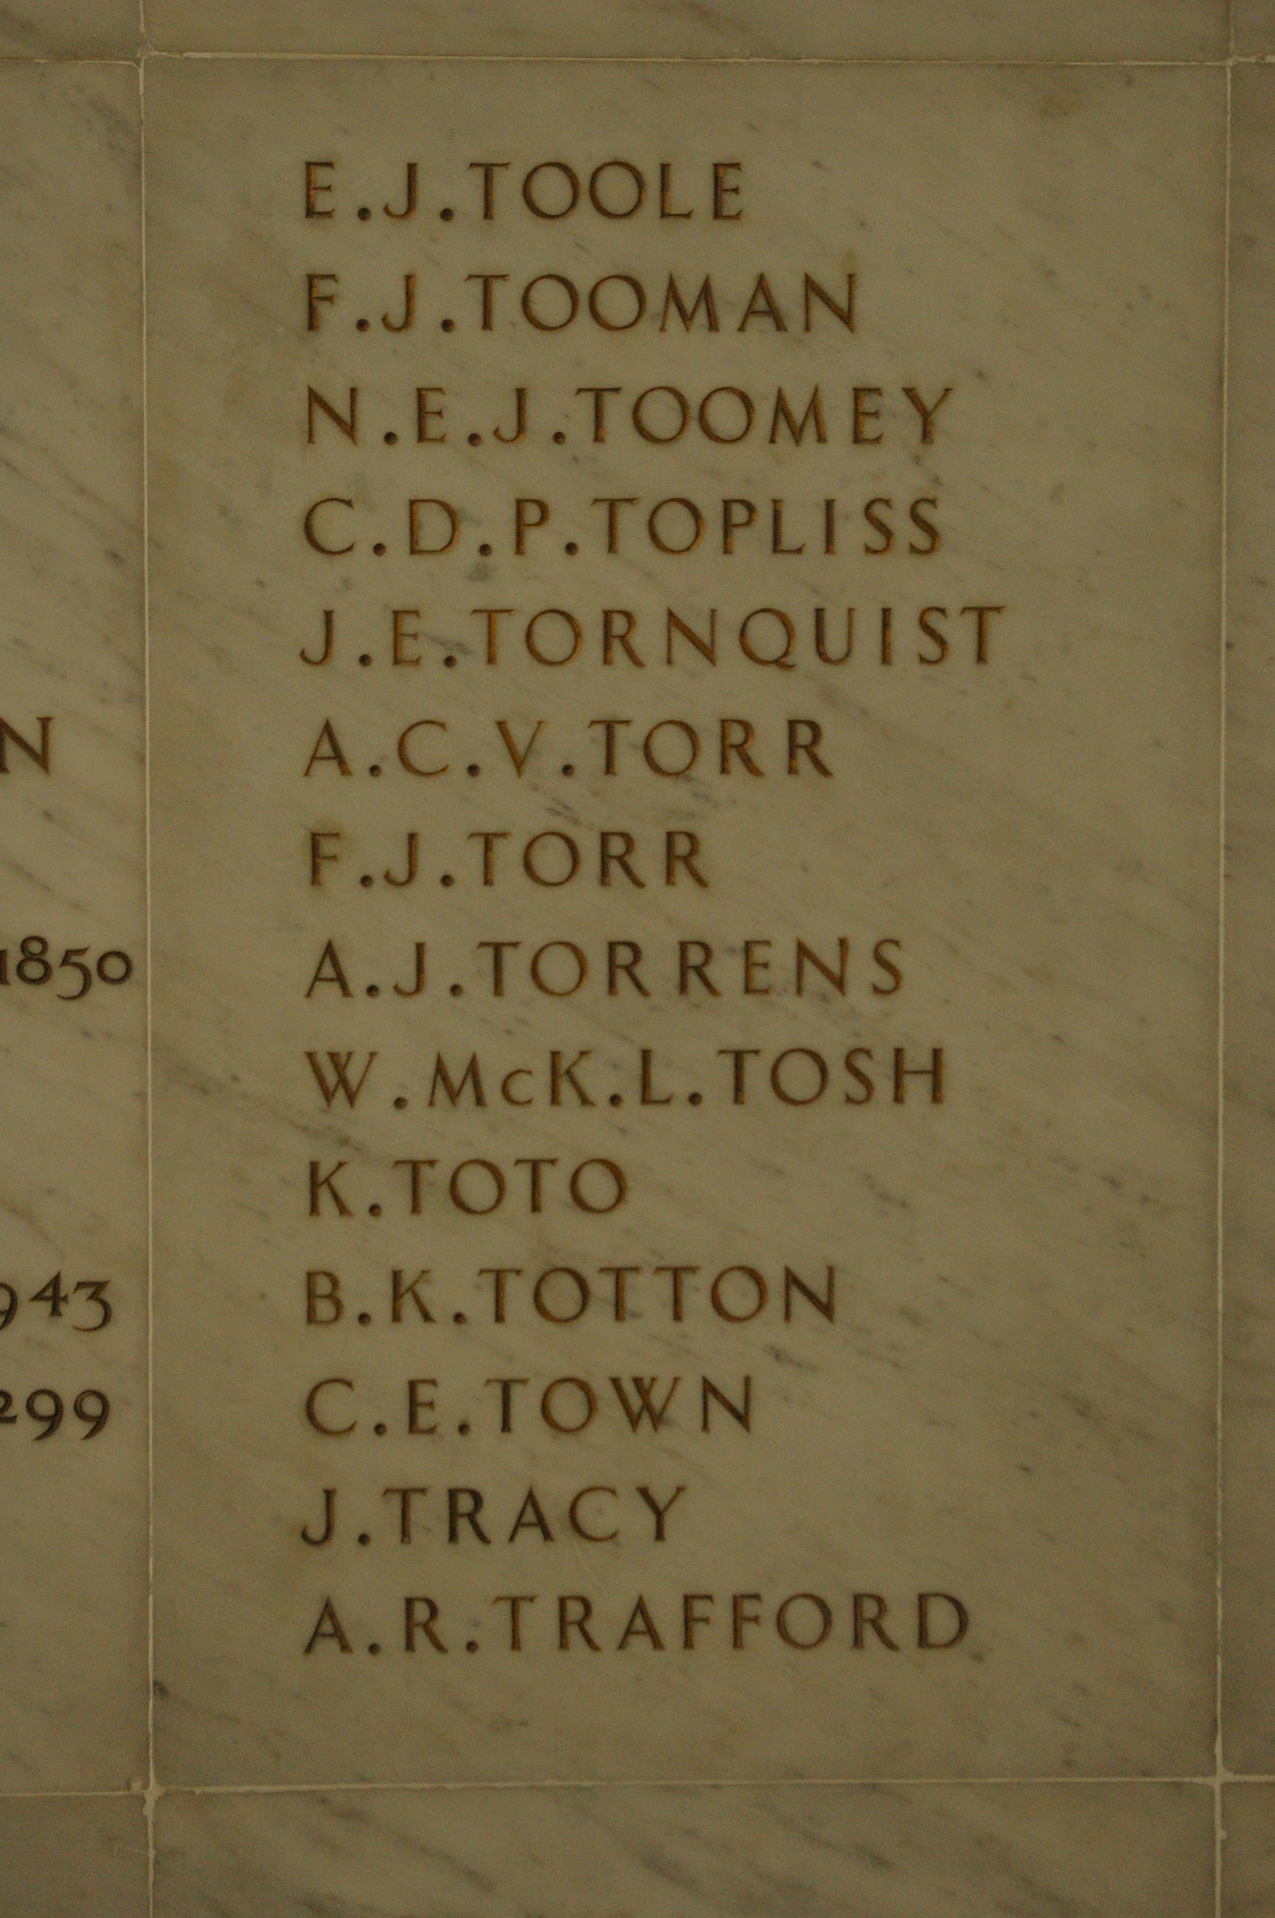 E.J.TOOLE
F.J.TOOMAN
N.E.J.TOOMEY
C.D.P.TOPLISS
J.E.TORNQUIST
A.C.V.TORR
F.J.TORR
A.J.TORRENS
W.McK.L.TOSH
K.TOTO
B.K.TOTTON
C.E.TOWN
J.TRACY
A.R.TRAFFORD
N
1850
943
299